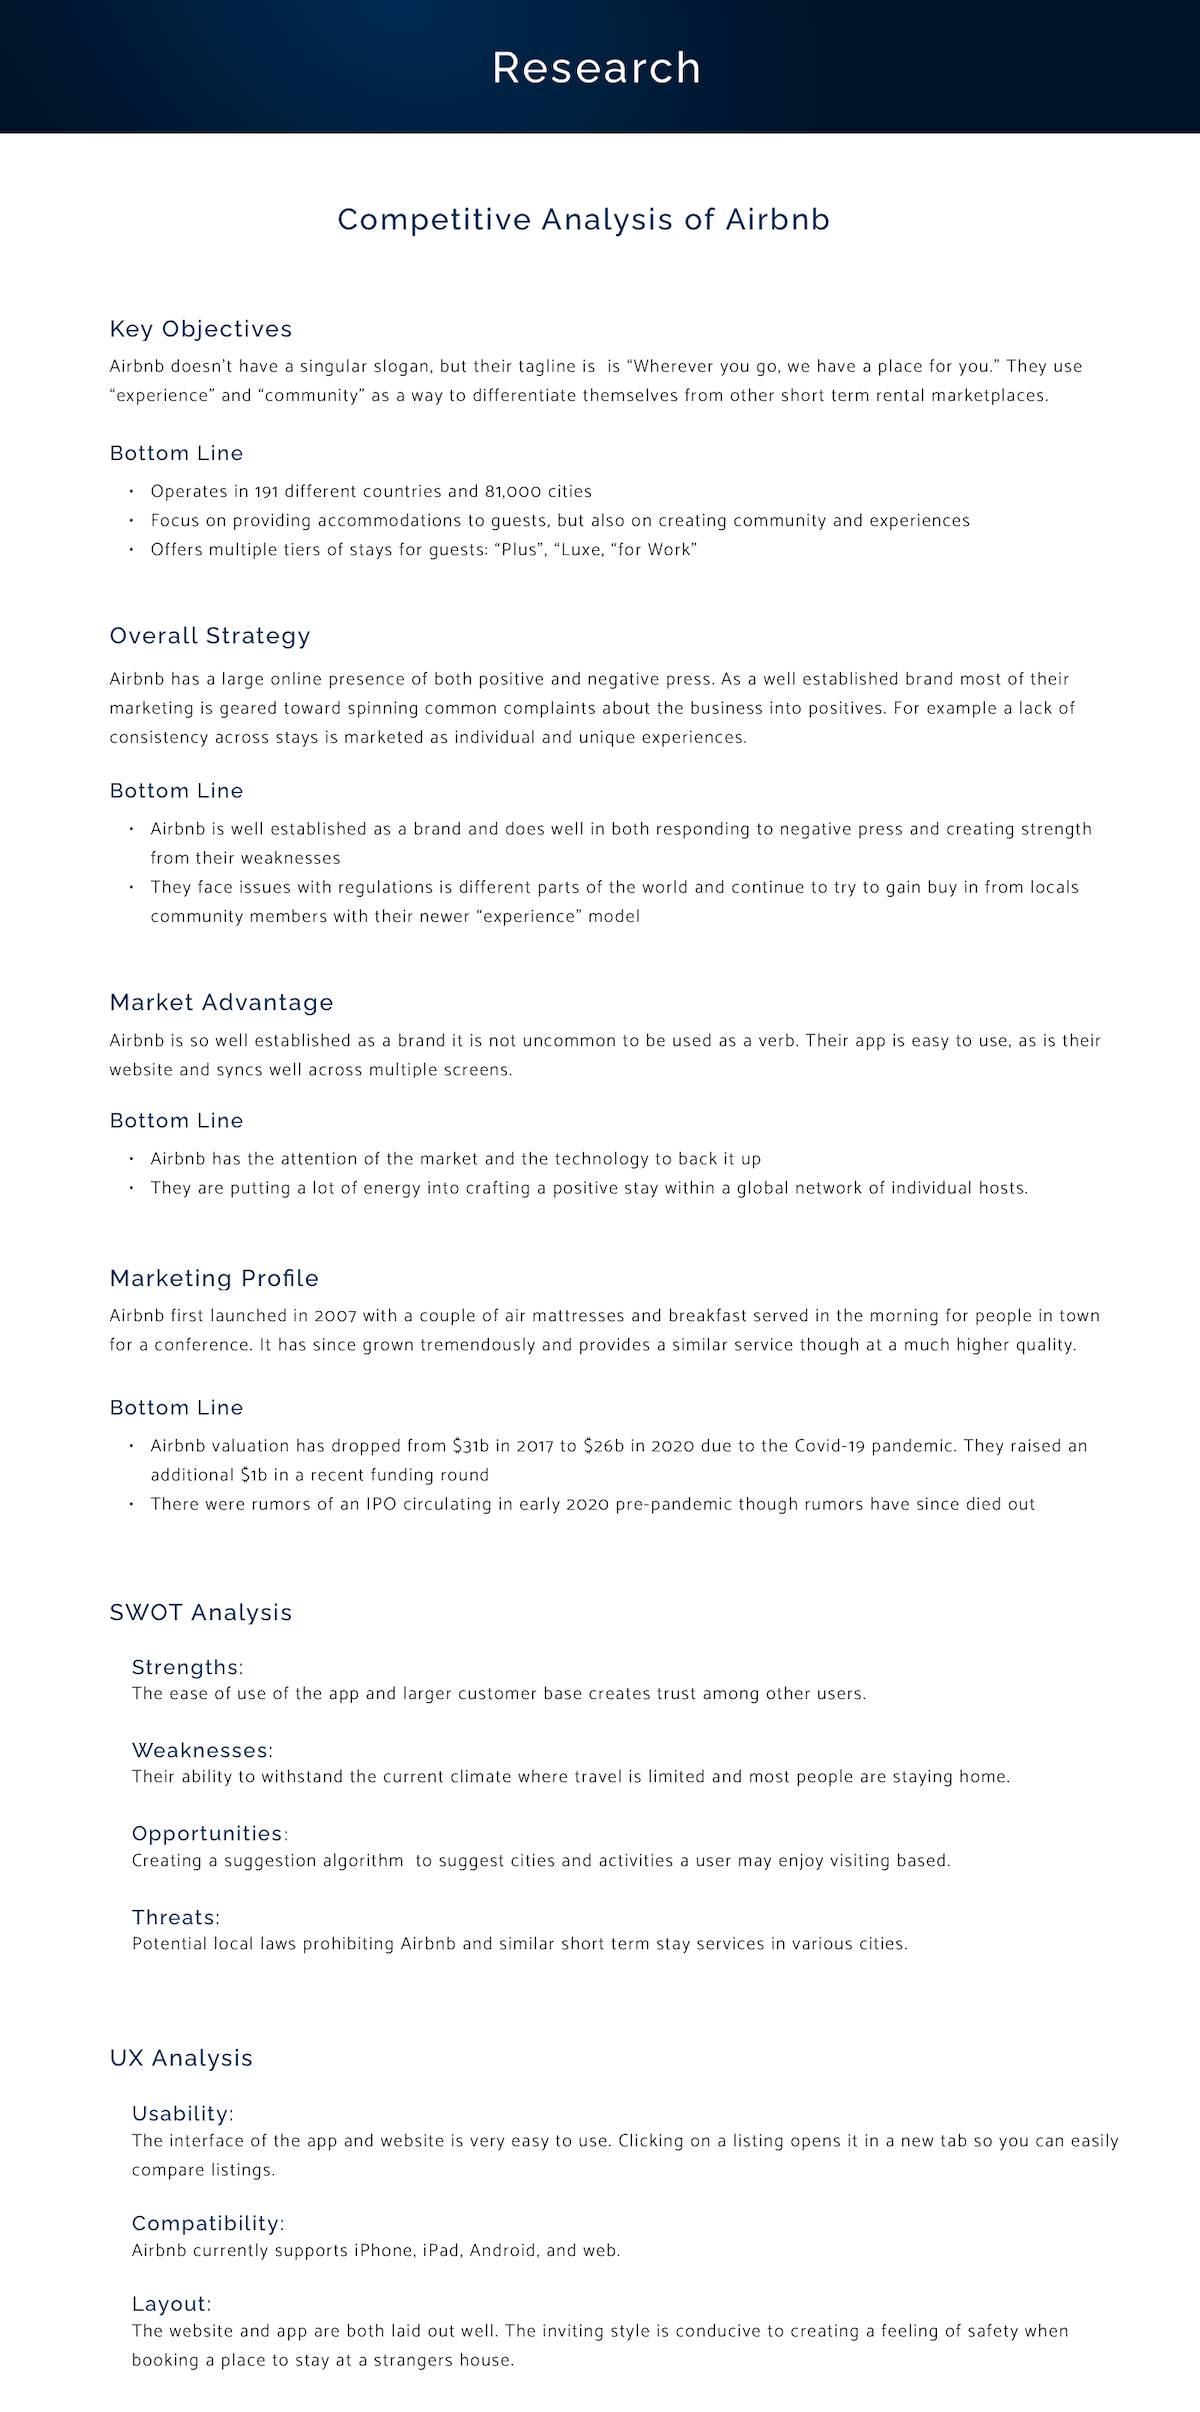 Research
Competitive Analysis of Airbnb
Key Objectives
Airbnb doesn’t have a singular slogan, but their tagline is  is “Wherever you go, we have a place for you.” They use
“experience” and “community” as a way to differentiate themselves from other short term rental marketplaces.
Bottom Line
• Operates in 191 different countries and 81,000 cities
• Focus on providing accommodations to guests, but also on creating community and experiences
• Offers multiple tiers of stays for guests: “Plus”, “Luxe, “for Work”
Overall Strategy
Airbnb has a large online presence of both positive and negative press. As a well established brand most of their
marketing is geared toward spinning common complaints about the business into positives. For example a lack of
consistency across stays is marketed as individual and unique experiences.
Bottom Line
• Airbnb is well established as a brand and does well in both responding to negative press and creating strength
from their weaknesses
• They face issues with regulations is different parts of the world and continue to try to gain buy in from locals
community members with their newer “experience” model
Market Advantage
Airbnb is so well established as a brand it is not uncommon to be used as a verb. Their app is easy to use, as is their
website and syncs well across multiple screens.
Bottom Line
• Airbnb has the attention of the market and the technology to back it up
• They are putting a lot of energy into crafting a positive stay within a global network of individual hosts.
Marketing Profile
Airbnb first launched in 2007 with a couple of air mattresses and breakfast served in the morning for people in town
for a conference. It has since grown tremendously and provides a similar service though at a much higher quality.
Bottom Line
• Airbnb valuation has dropped from $31b in 2017 to $26b in 2020 due to the Covid-19 pandemic. They raised an
additional $1b in a recent funding round
• There were rumors of an IPO circulating in early 2020 pre-pandemic though rumors have since died out
SWOT Analysis
Strengths:
The ease of use of the app and larger customer base creates trust among other users.
Weaknesses:
Their ability to withstand the current climate where travel is limited and most people are staying home.
Opportunities:
Creating a suggestion algorithm  to suggest cities and activities a user may enjoy visiting based.
Threats:
Potential local laws prohibiting Airbnb and similar short term stay services in various cities.
UX Analysis
Usability:
The interface of the app and website is very easy to use. Clicking on a listing opens it in a new tab so you can easily
compare listings.
Compatibility:
Airbnb currently supports iPhone, iPad, Android, and web.
Layout:
The website and app are both laid out well. The inviting style is conducive to creating a feeling of safety when
booking a place to stay at a strangers house.